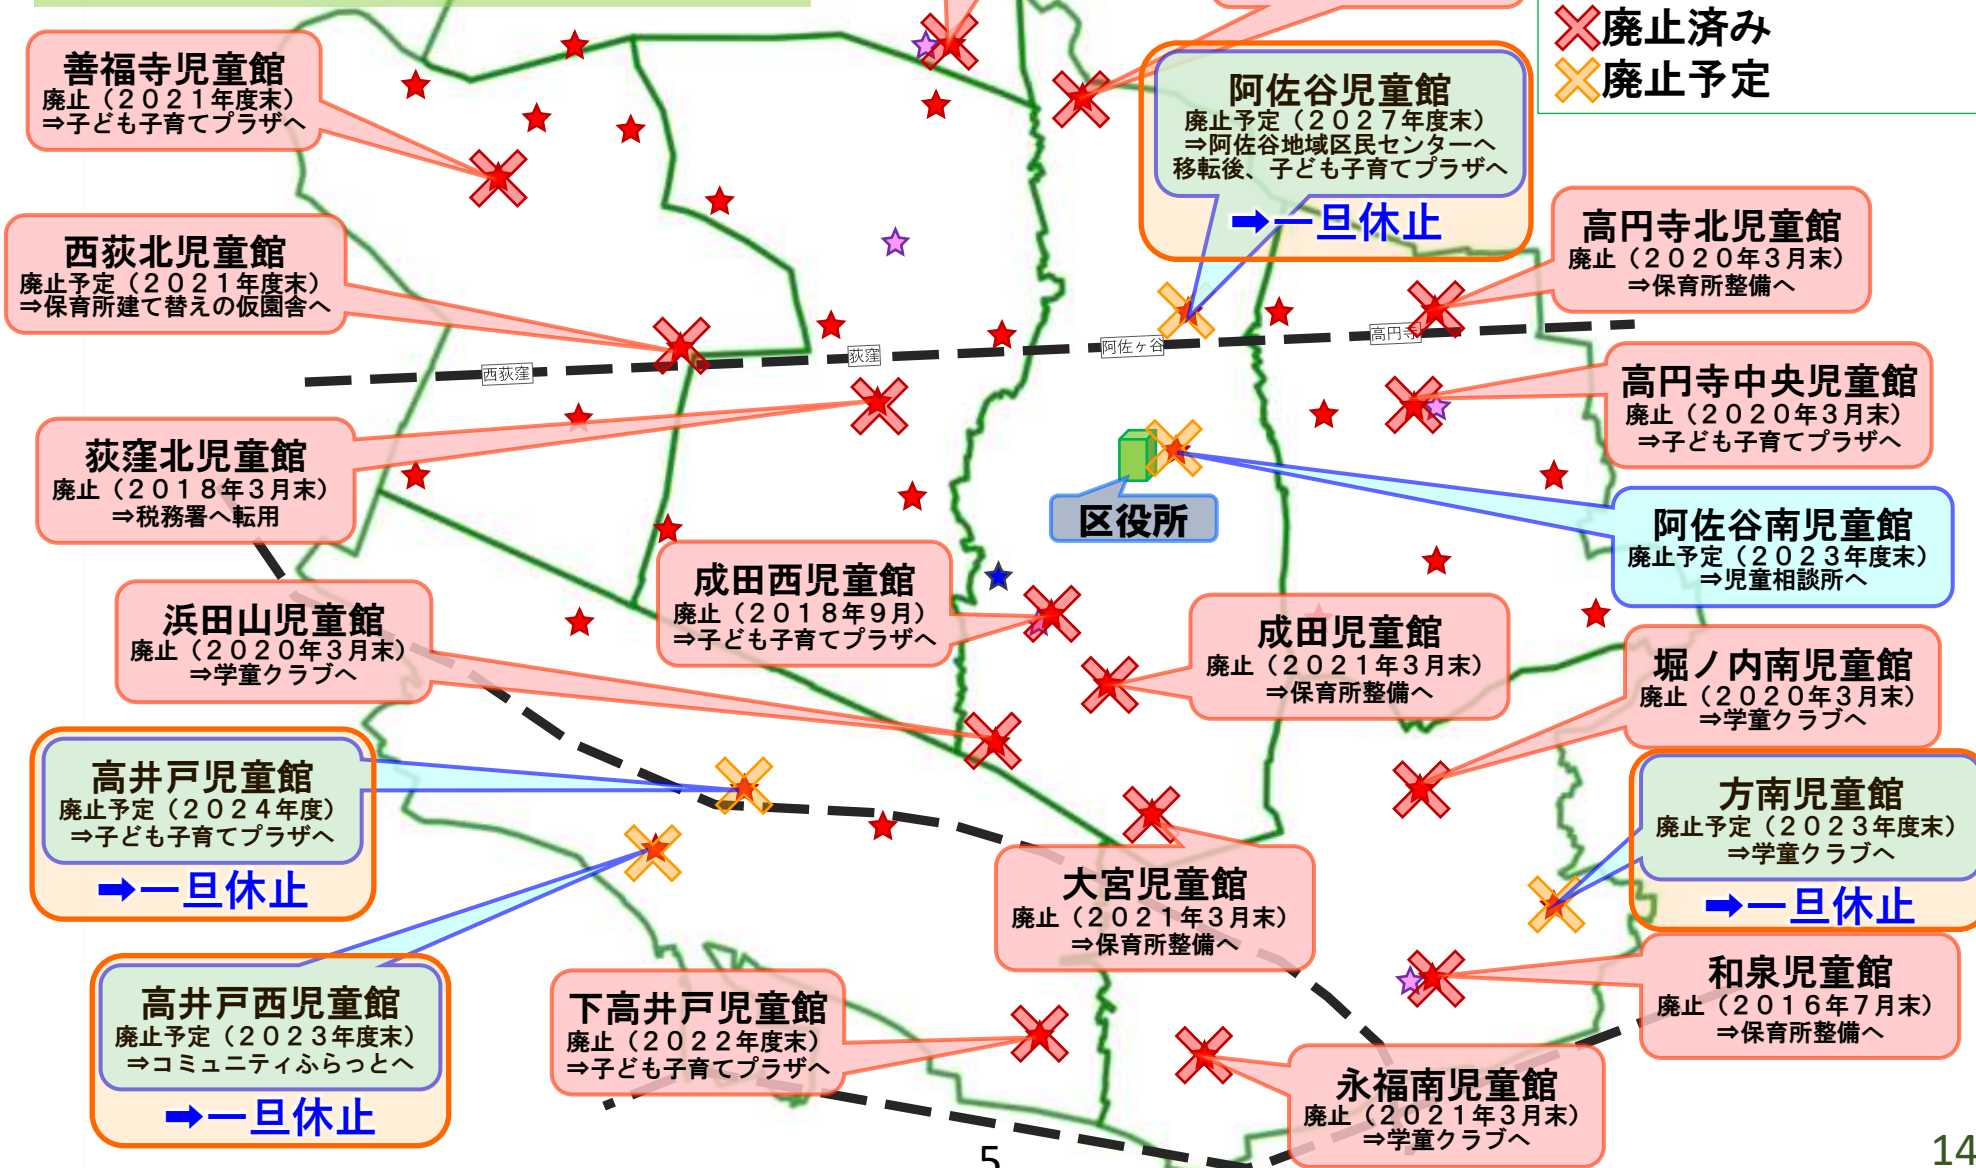 廃止済み
廃止予定
善福寺児童館
廃止（２０２１年度末）
⇒子ども子育てプラザへ
阿佐谷児童館
廃止予定（２０２７年度末）
⇒阿佐谷地域区民センターへ
移転後、子ども子育てプラザへ
➡一旦休止
西荻北児童館
廃止予定（２０２１年度末）
⇒保育所建て替えの仮園舎へ
高円寺北児童館
廃止（２０２０年３月末）
⇒保育所整備へ
西荻窪
荻窪
阿佐ヶ谷
高円寺
高円寺中央児童館
廃止（２０２０年３月末）
⇒子ども子育てプラザへ
荻窪北児童館
廃止（２０１８年３月末）
⇒税務署へ転用
区役所
阿佐谷南児童館
廃止予定（２０２３年度末）
⇒児童相談所へ
成田西児童館
廃止（２０１８年９月）
⇒子ども子育てプラザへ
浜田山児童館
廃止（２０２０年３月末）
⇒学童クラブへ
成田児童館
廃止（２０２１年３月末）
⇒保育所整備へ
堀ノ内南児童館
廃止（２０２０年３月末）
⇒学童クラブへ
高井戸児童館
廃止予定（２０２４年度）
⇒子ども子育てプラザへ
➡一旦休止
方南児童館
廃止予定（２０２３年度末）
⇒学童クラブへ
➡一旦休止
大宮児童館
廃止（２０２１年３月末）
⇒保育所整備へ
高井戸西児童館
廃止予定（２０２３年度末）
⇒コミュニティふらっとへ
➡一旦休止
下高井戸児童館
廃止（２０２２年度末）
⇒子ども子育てプラザへ
和泉児童館
廃止（２０１６年７月末）
⇒保育所整備へ
永福南児童館
廃止（２０２１年３月末）
⇒学童クラブへ
5
14